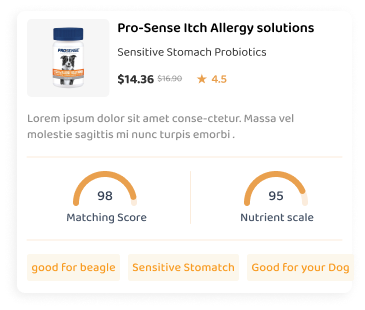 PROSENSE
Pro-Sense Itch Allergy solutions
Sensitive Stomach Probiotics
$14.36 $16.90 ★ 4.5
Lorem ipsum dolor sit amet conse-ctetur. Massa vel
molestie sagittis mi nunc turpis emorbi .
98
Matching Score
95
Nutrient scale
good for beagle
Sensitive Stomatch
Good for your Dog